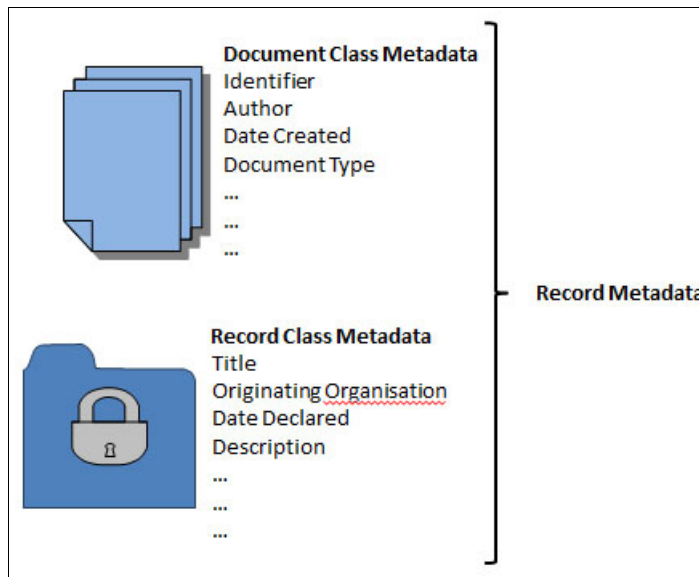 Document Class Metadata
Identifier
Author
Date Created
Document Type
...
...
...
Record Metadata
Record Class Metadata
Title
Originating Organisation
Date Declared
Description
...
...
...